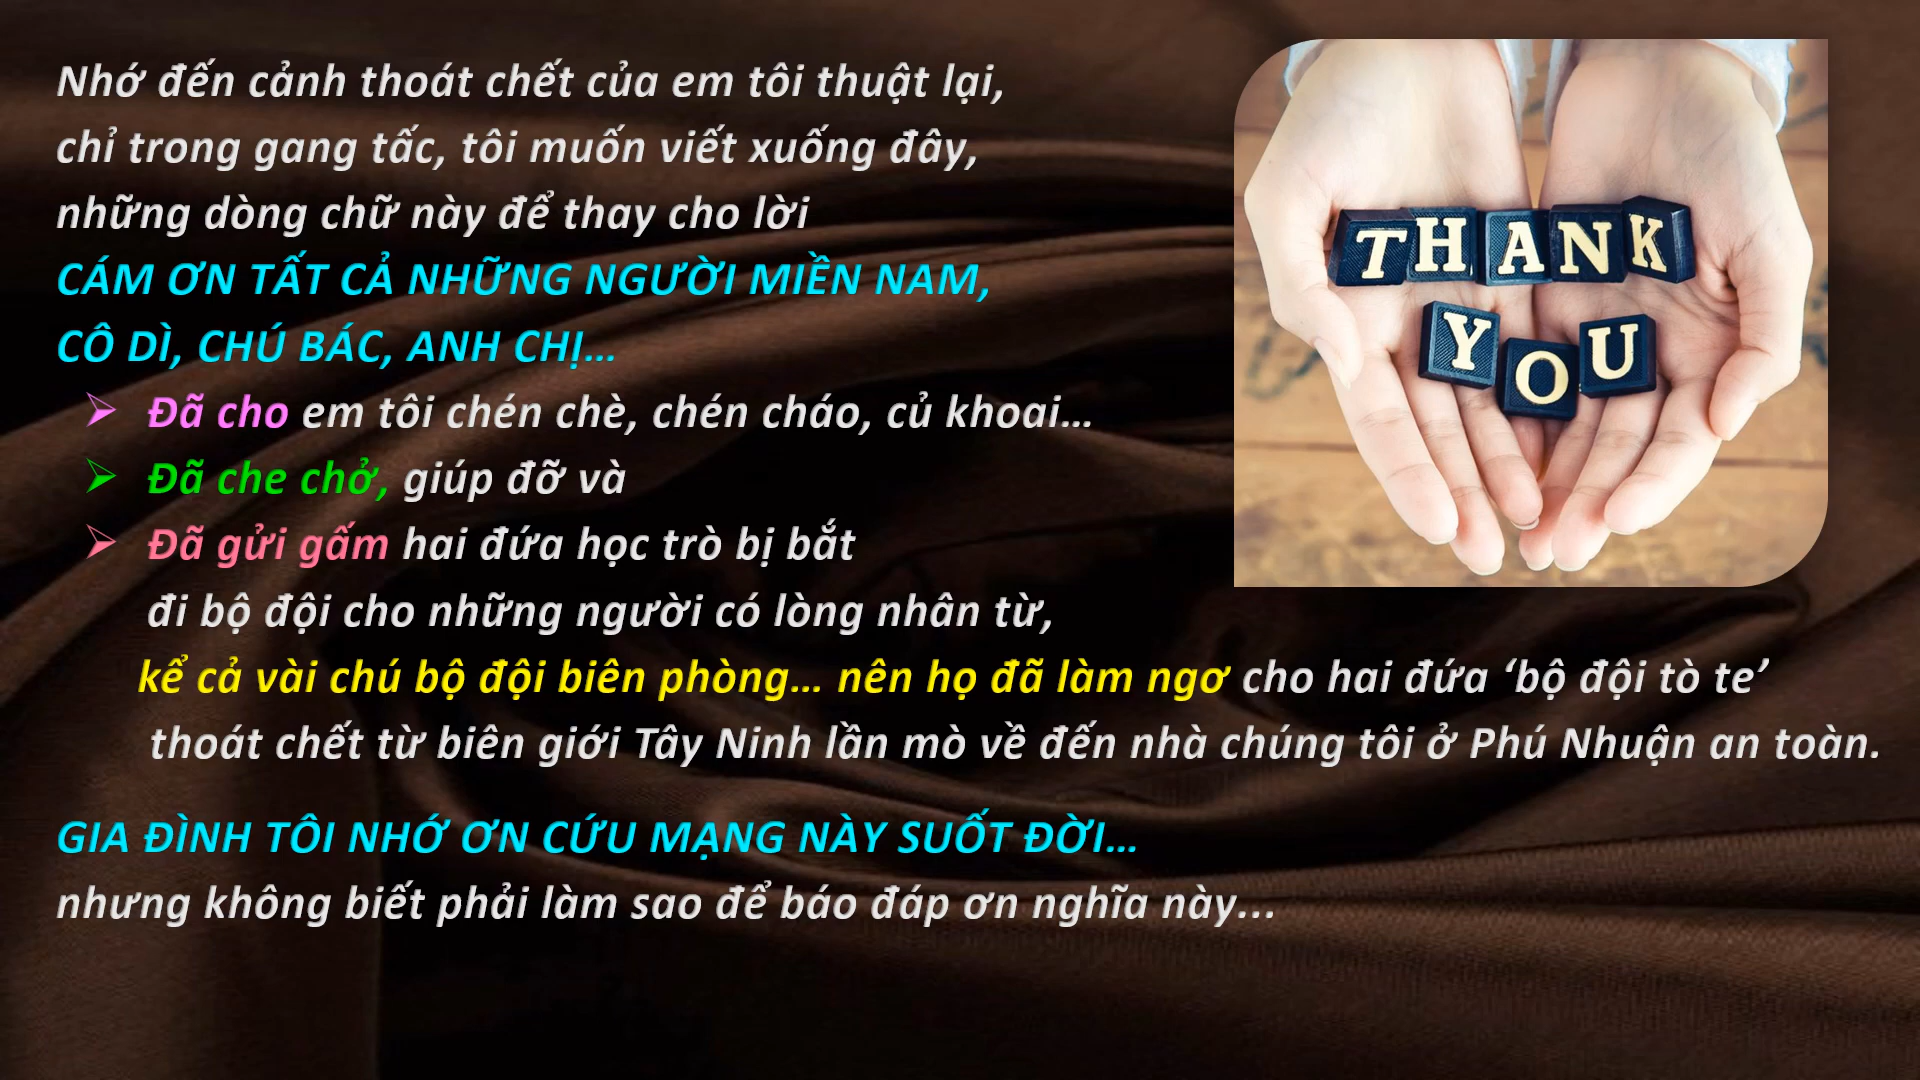 Nhớ đến cảnh thoát chết của em tôi thuật lại,
chỉ trong gang tấc, tôi muốn viết xuống đây,
những dòng chữ này để thay cho lời
CÁM ƠN TẤT CẢ NHỮNG NGƯỜI MIỀN NAM,
CÔ DÌ, CHÚ BÁC, ANH CHỊ...
➢ Đã cho em tôi chén chè, chén cháo, củ khoai...
➢ Đã che chở, giúp đỡ và
➢ Đã gửi gấm hai đứa học trò bị bắt
đi bộ đội cho những người có lòng nhân từ,
kể cả vài chú bộ đội biên phòng... nên họ đã làm ngơ cho hai đứa ‘bộ đội tò te’
thoát chết từ biên giới Tây Ninh lần mò về đến nhà chúng tôi ở Phú Nhuận an toàn.
GIA ĐÌNH TÔI NHỚ ƠN CỨU MẠNG NÀY SUỐT ĐỜI...
nhưng không biết phải làm sao để báo đáp ơn nghĩa này...
THANK
YOU